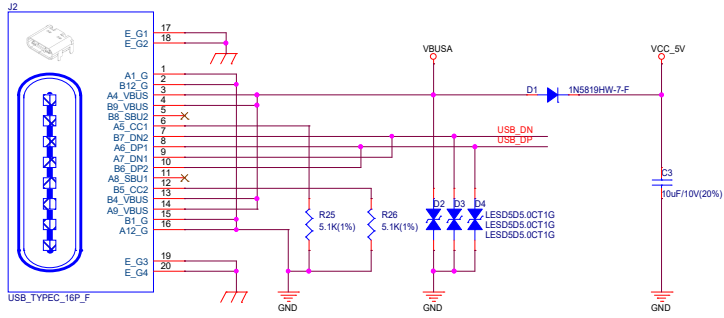 J2
E_G1 17
E_G2 18
A1_G 1
B12_G 2
A4_VBUS 3
B9_VBUS 4
B8_SBU2 5
A5_CC1 6
B7_DN2 7
A6_DP1 8
A7_DN1 9
B6_DP2 10
A8_SBU1 11
B5_CC2 12
B4_VBUS 13
A9_VBUS 14
B1_G 15
A12_G 16
E_G3 19
E_G4 20
USB_TYPEC_16P_F
VBUSA
VCC_5V
D1 1N5819HW-7-F
USB_DN
USB_DP
C3
10uF/10V(20%)
R25
5.1K(1%)
R26
5.1K(1%)
D2 D3 D4
LESD5D5.0CT1G
LESD5D5.0CT1G
LESD5D5.0CT1G
GND
GND
GND